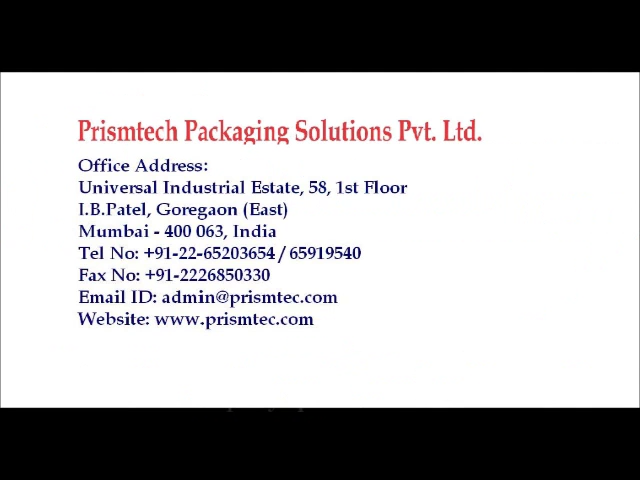 Prismtech Packaging Solutions Pvt. Ltd.
Office Address:
Universal Industrial Estate, 58, 1st Floor
I.B.Patel, Goregaon (East)
Mumbai - 400 063, India
Tel No: +91-22-65203654 / 65919540
Fax No: +91-2226850330
Email ID: admin@prismtec.com
Website: www.prismtec.com